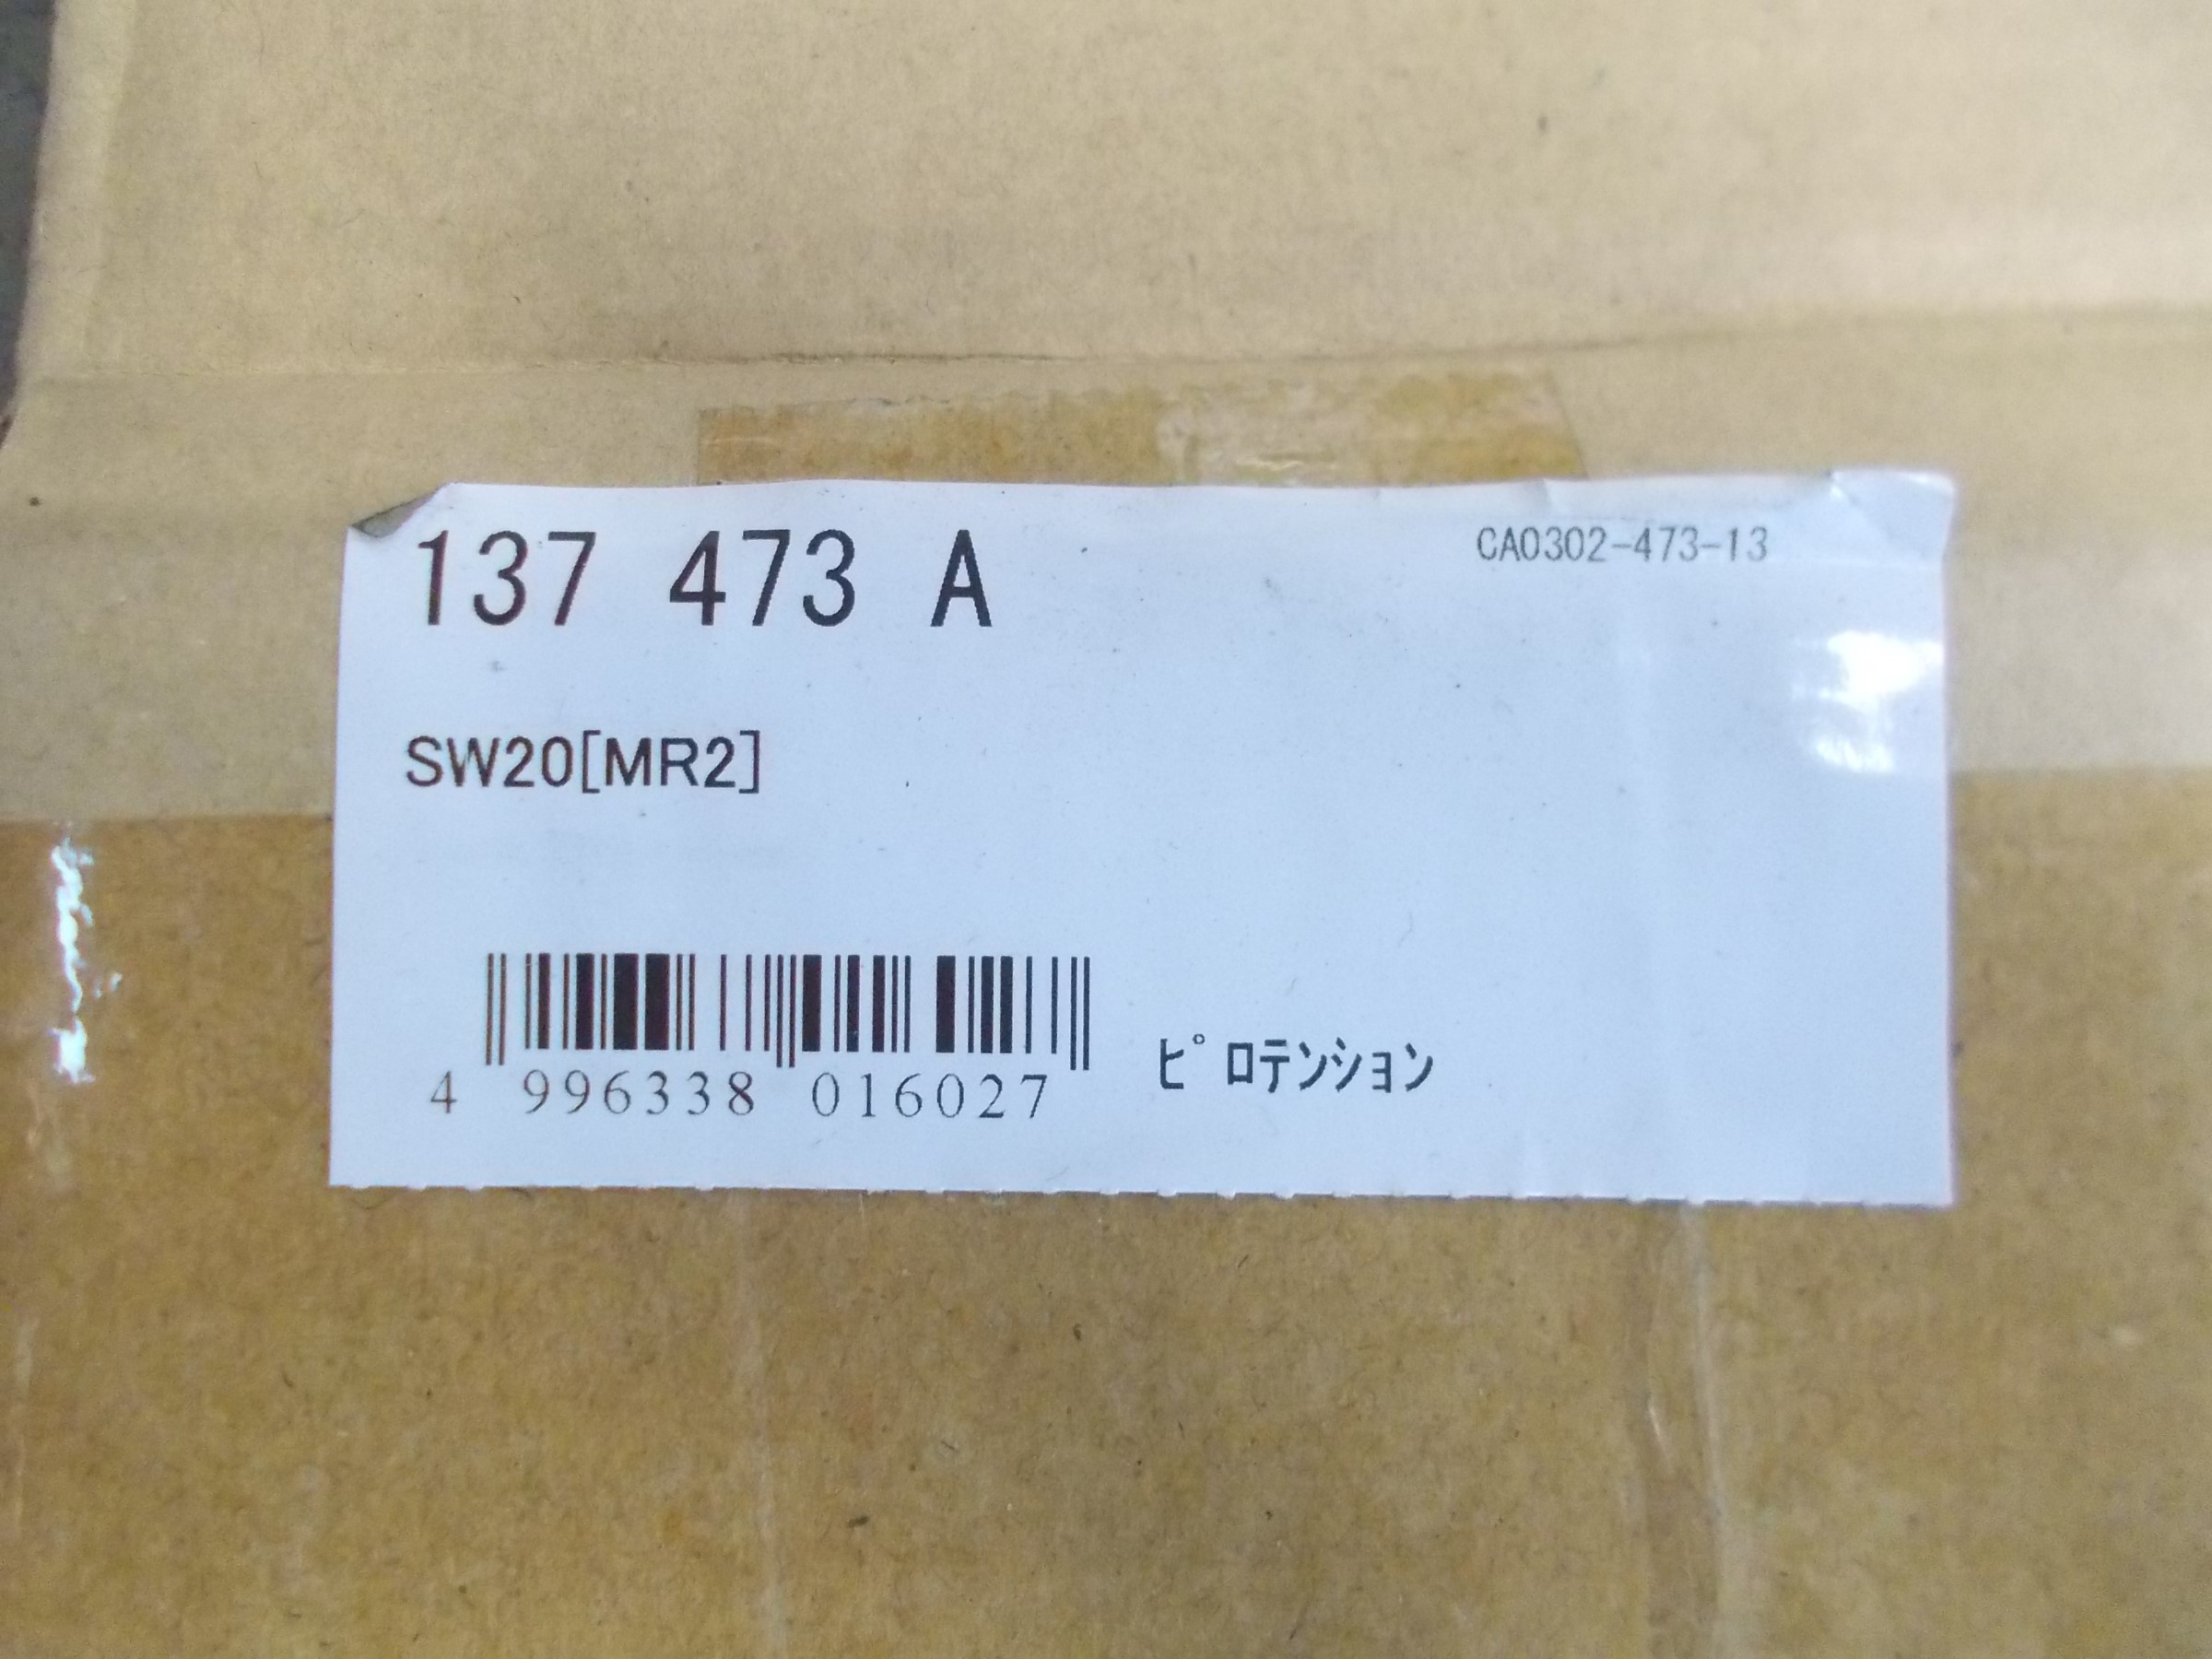 137 473 A
CA0302-473-13
SW20[MR2]
ﾋﾟﾛﾃﾝｼｮﾝ
4 996338 016027